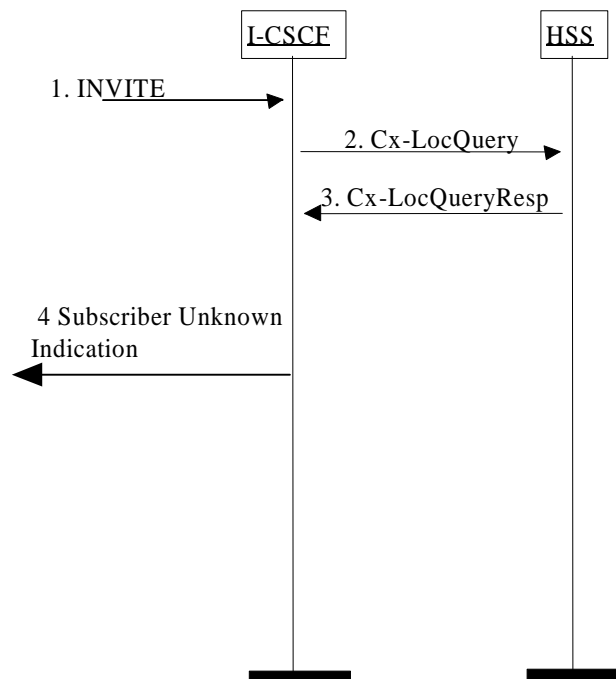 I-CSCF
HSS
1. INVITE
2. Cx-LocQuery
3. Cx-LocQueryResp
4 Subscriber Unknown
Indication